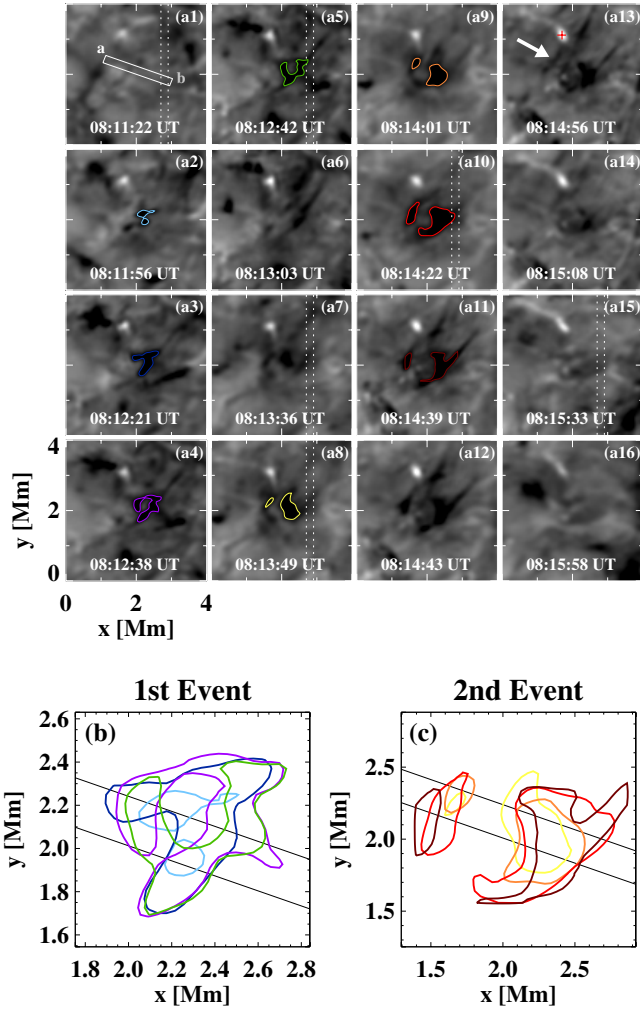 (a1) (a5) (a9) (a13)
a
b
08:11:22 UT 08:12:42 UT 08:14:01 UT 08:14:56 UT
(a2) (a6) (a10) (a14)
08:11:56 UT 08:13:03 UT 08:14:22 UT 08:15:08 UT
(a3) (a7) (a11) (a15)
08:12:21 UT 08:13:36 UT 08:14:39 UT 08:15:33 UT
4 (a4) (a8) (a12) (a16)
y [Mm]
2
08:12:38 UT 08:13:49 UT 08:14:43 UT 08:15:58 UT
0
0 2 4
x [Mm]
1st Event 2nd Event
(b) (c)
2.6
2.4
2.2
2.0
1.8
1.6
y [Mm]
1.8 2.0 2.2 2.4 2.6 2.8
x [Mm]
3.0
2.5
2.0
1.5
y [Mm]
1.5 2.0 2.5
x [Mm]